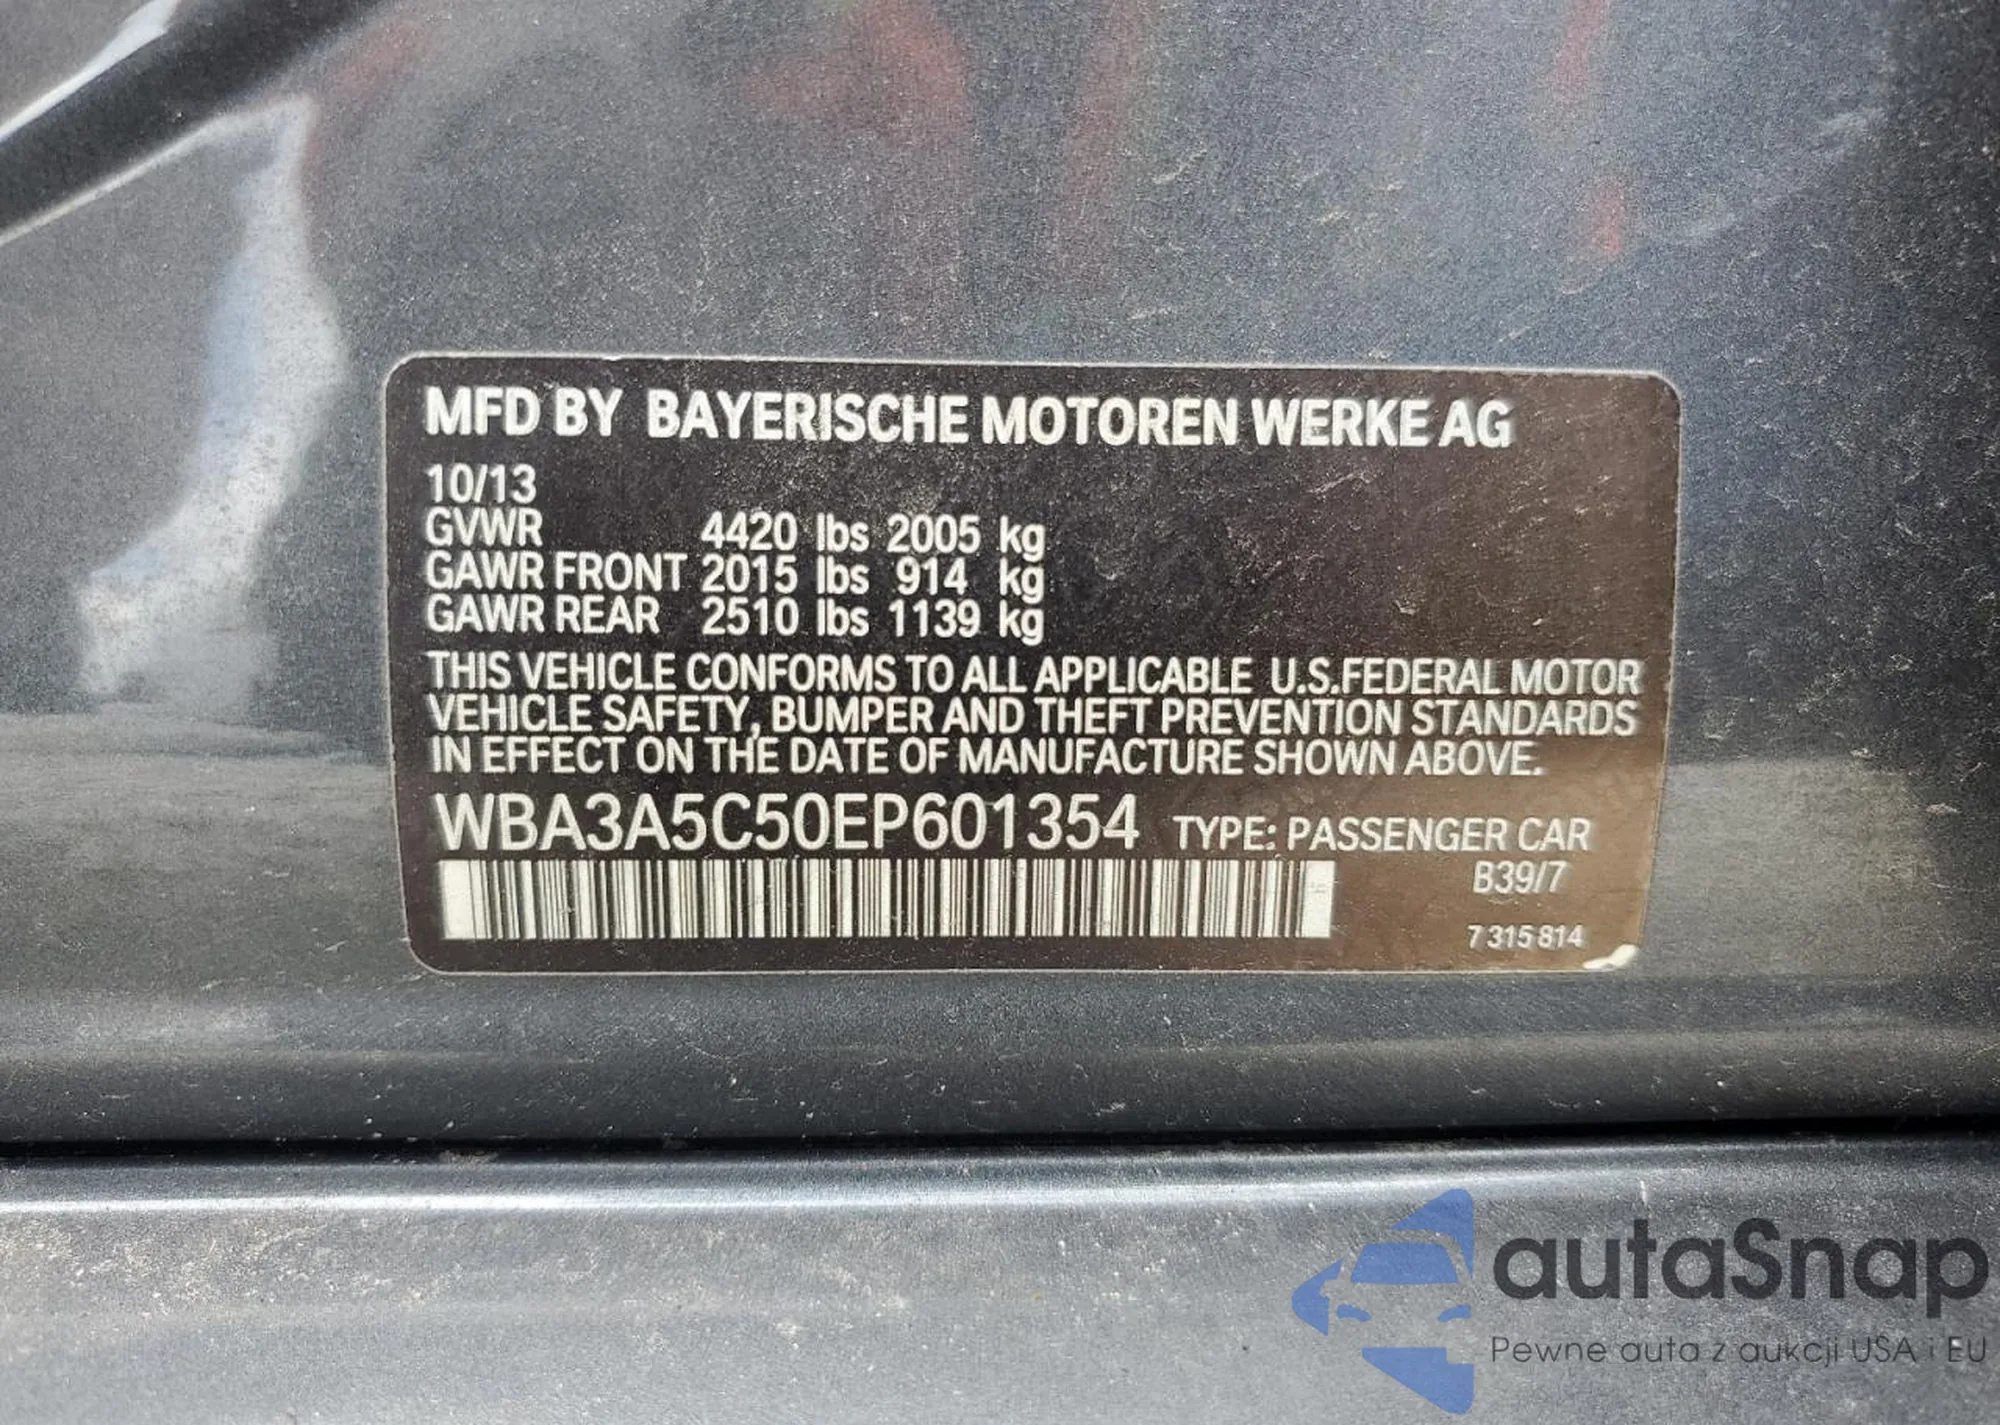 MFD BY BAYERISCHE MOTOREN WERKE AG
10/13
GVWR 4420 lbs 2005 kg
GAWR FRONT 2015 lbs 914 kg
GAWR REAR 2510 lbs 1139 kg
THIS VEHICLE CONFORMS TO ALL APPLICABLE U.S.FEDERAL MOTOR
VEHICLE SAFETY, BUMPER AND THEFT PREVENTION STANDARDS
IN EFFECT ON THE DATE OF MANUFACTURE SHOWN ABOVE.
WBA3A5C50EP601354 TYPE: PASSENGER CAR
B39/7
7 315 814
autaSnap
Pewne auta z aukcji USA i EU